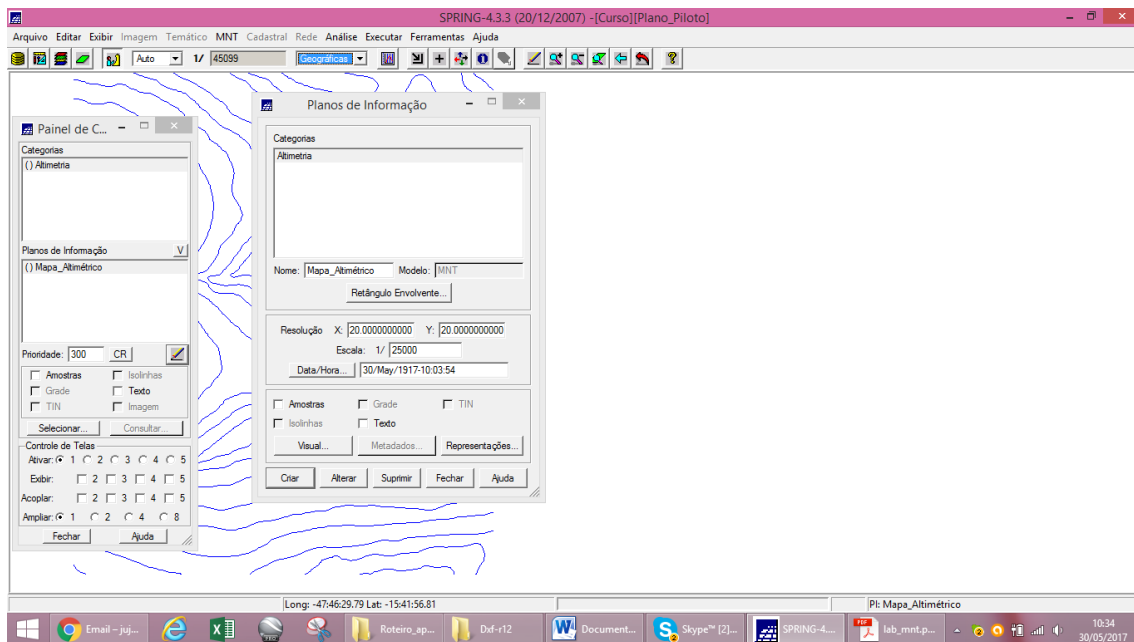 SPRING-4.3.3 (20/12/2007) -[Curso][Plano_Piloto]
Arquivo Editar Exibir Imagem Temático MNT Cadastral Rede Análise Executar Ferramentas Ajuda
Auto 1/ 45099 Geográficas
Painel de C...
Categorias
( ) Altimetria
Planos de Informação V
( ) Mapa_Altimétrico
Prioridade: 300 CR
Amostras Isolinhas
Grade Texto
TIN Imagem
Selecionar... Consultar...
Controle de Telas
Ativar: 1 2 3 4 5
Exibir: 2 3 4 5
Acoplar: 2 3 4 5
Ampliar: 1 2 4 8
Fechar Ajuda
Planos de Informação
Categorias
Altimetria
Nome: Mapa_Altimétrico Modelo: MNT
Retângulo Envolvente...
Resolução X: 20.0000000000 Y: 20.0000000000
Escala: 1/ 25000
Data/Hora... 30/May/1917-10:03:54
Amostras Grade TIN
Isolinhas Texto
Visual... Metadados... Representações...
Criar Alterar Suprimir Fechar Ajuda
Long: -47:46:29.79 Lat: -15:41:56.81 PI: Mapa_Altimétrico
Email – juj... Roteiro_ap... Dxf-r12 Document... Skype™ [2]... SPRING-4.... lab_mnt.p...
10:34
30/05/2017